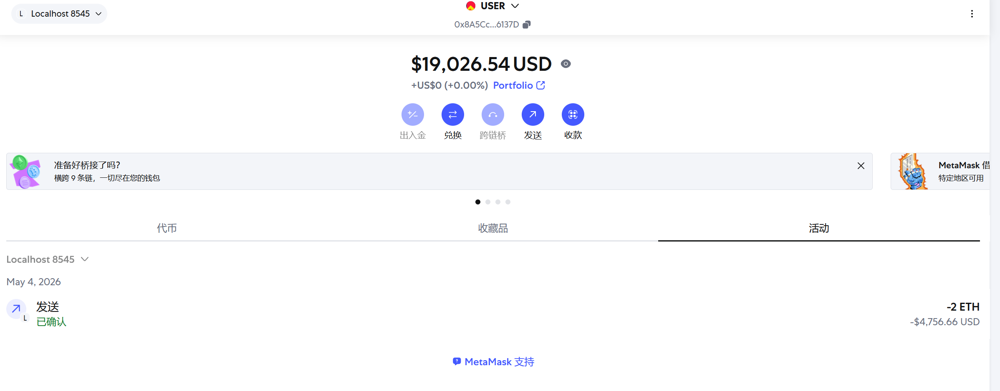 L Localhost 8545
USER
0x8A5Cc...6137D
$19,026.54 USD
+US$0 (+0.00%) Portfolio
出入金 兑换 跨链桥 发送 收款
准备好桥接了吗?
横跨 9 条链，一切尽在您的钱包
MetaMask 借
特定地区可用
代币 收藏品 活动
Localhost 8545
May 4, 2026
发送 -2 ETH
L
已确认 -$4,756.66 USD
MetaMask 支持